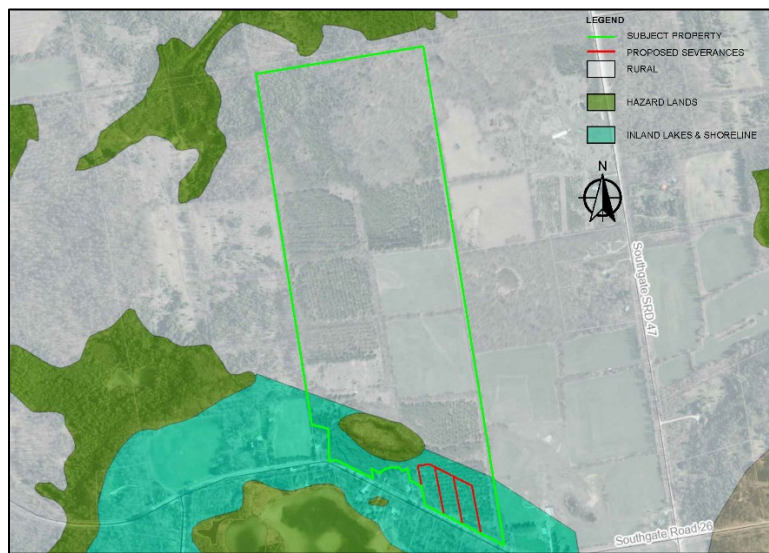 LEGEND
SUBJECT PROPERTY
PROPOSED SEVERANCES
RURAL
HAZARD LANDS
INLAND LAKES & SHORELINE
N
Southgate SRD 47
Southgate Road 26